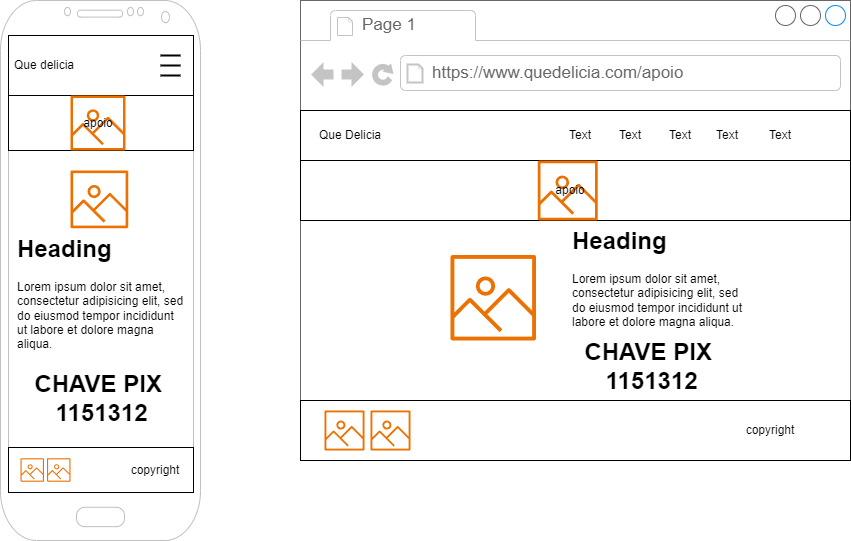 Que delicia
apoio
Heading
Lorem ipsum dolor sit amet,
consectetur adipisicing elit, sed
do eiusmod tempor incididunt
ut labore et dolore magna
aliqua.
CHAVE PIX
1151312
copyright
Page 1
https://www.quedelicia.com/apoio
Que Delicia
Text Text Text Text Text
apoio
Heading
Lorem ipsum dolor sit amet,
consectetur adipisicing elit, sed
do eiusmod tempor incididunt
ut labore et dolore magna aliqua.
CHAVE PIX
1151312
copyright